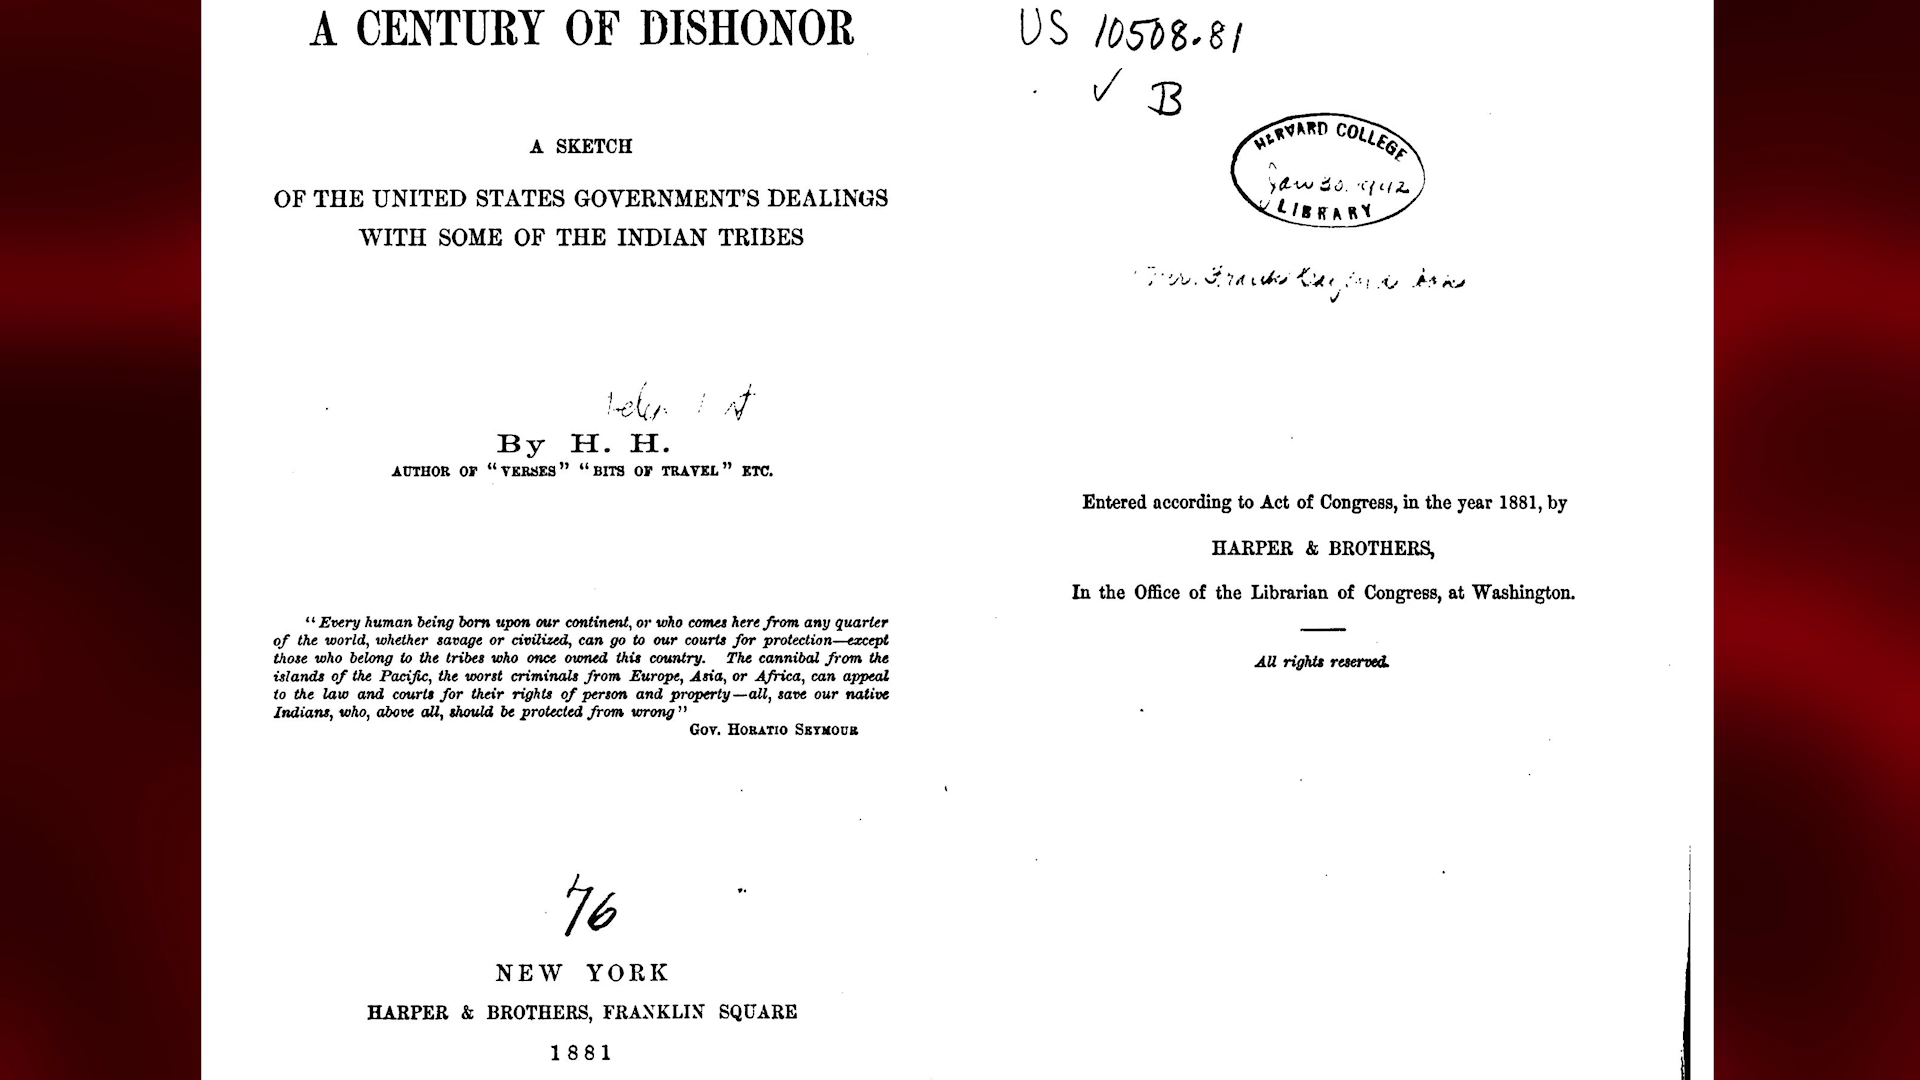 A CENTURY OF DISHONOR
A SKETCH
OF THE UNITED STATES GOVERNMENT'S DEALINGS
WITH SOME OF THE INDIAN TRIBES
By H. H.
AUTHOR OF "VERSES" "BITS OF TRAVEL" ETC.
"Every human being born upon our continent, or who comes here from any quarter
of the world, whether savage or civilized, can go to our courts for protection—except
those who belong to the tribes who once owned this country. The cannibal from the
islands of the Pacific, the worst criminals from Europe, Asia, or Africa, can appeal
to the law and courts for their rights of person and property—all, save our native
Indians, who, above all, should be protected from wrong"
GOV. HORATIO SEYMOUR
76
NEW YORK
HARPER & BROTHERS, FRANKLIN SQUARE
1881
US 10508.81
B
HARVARD COLLEGE
Jan 30. 1942
LIBRARY
Entered according to Act of Congress, in the year 1881, by
HARPER & BROTHERS,
In the Office of the Librarian of Congress, at Washington.
All rights reserved.